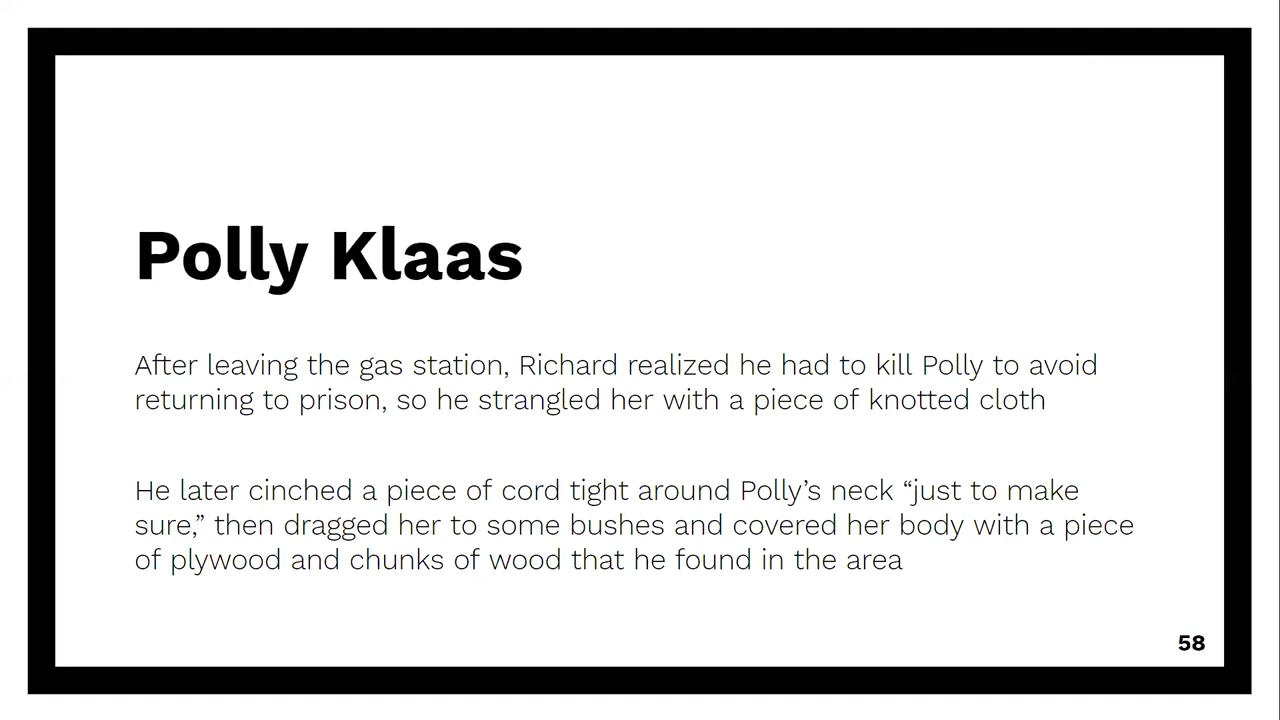 Polly Klaas
After leaving the gas station, Richard realized he had to kill Polly to avoid
returning to prison, so he strangled her with a piece of knotted cloth
He later cinched a piece of cord tight around Polly’s neck “just to make
sure,” then dragged her to some bushes and covered her body with a piece
of plywood and chunks of wood that he found in the area
58